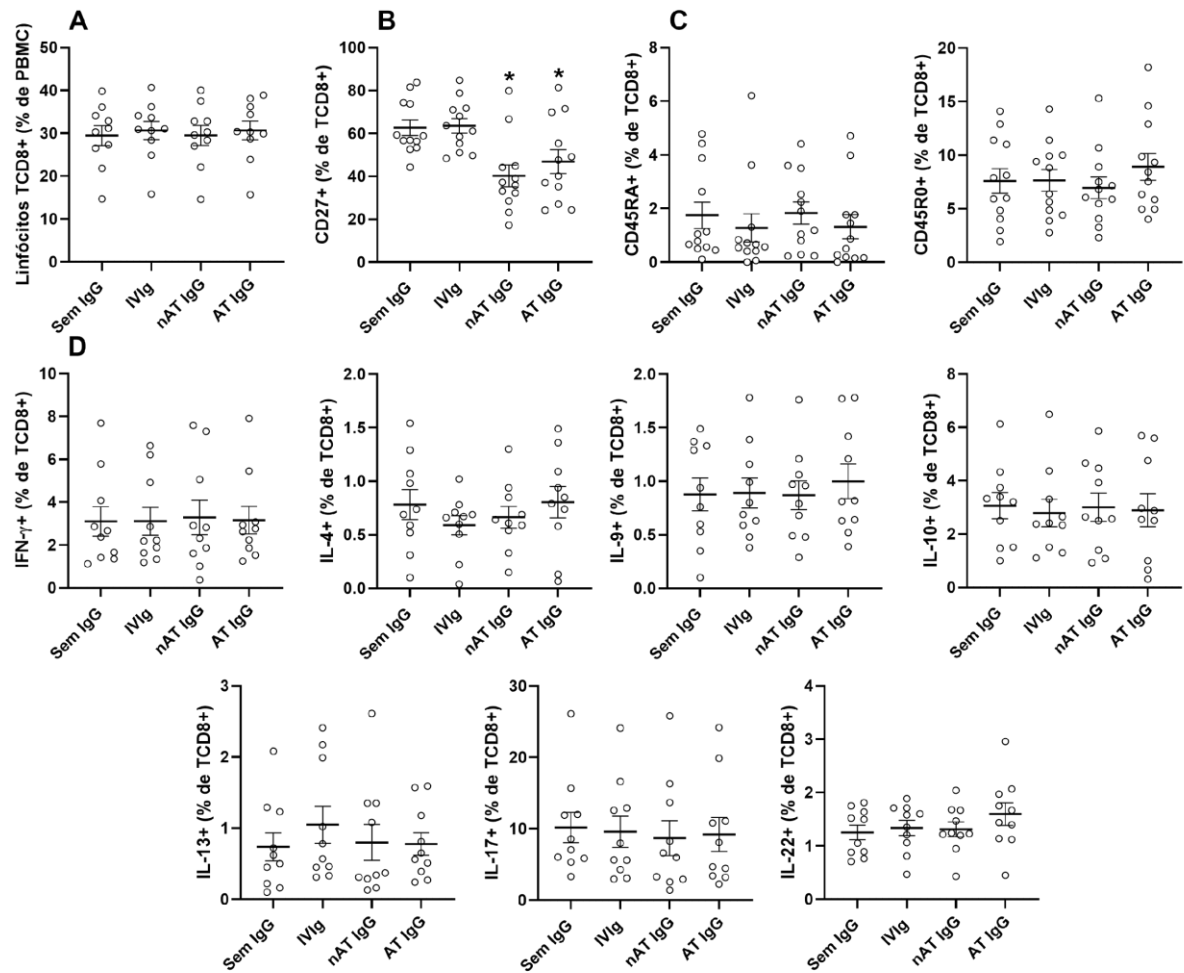 A
Linfócitos TCD8+ (% de PBMC)
50
40
30
20
10
0
Sem IgG
IVIg
nAT IgG
AT IgG
B
CD27+ (% de TCD8+)
100
80
60
40
20
0
*
*
Sem IgG
IVIg
nAT IgG
AT IgG
C
CD45RA+ (% de TCD8+)
8
6
4
2
0
Sem IgG
IVIg
nAT IgG
AT IgG
CD45R0+ (% de TCD8+)
20
15
10
5
0
Sem IgG
IVIg
nAT IgG
AT IgG
D
IFN-γ+ (% de TCD8+)
10
8
6
4
2
0
Sem IgG
IVIg
nAT IgG
AT IgG
IL-4+ (% de TCD8+)
2.0
1.5
1.0
0.5
0.0
Sem IgG
IVIg
nAT IgG
AT IgG
IL-9+ (% de TCD8+)
2.0
1.5
1.0
0.5
0.0
Sem IgG
IVIg
nAT IgG
AT IgG
IL-10+ (% de TCD8+)
8
6
4
2
0
Sem IgG
IVIg
nAT IgG
AT IgG
IL-13+ (% de TCD8+)
3
2
1
0
Sem IgG
IVIg
nAT IgG
AT IgG
IL-17+ (% de TCD8+)
30
20
10
0
Sem IgG
IVIg
nAT IgG
AT IgG
IL-22+ (% de TCD8+)
4
3
2
1
0
Sem IgG
IVIg
nAT IgG
AT IgG